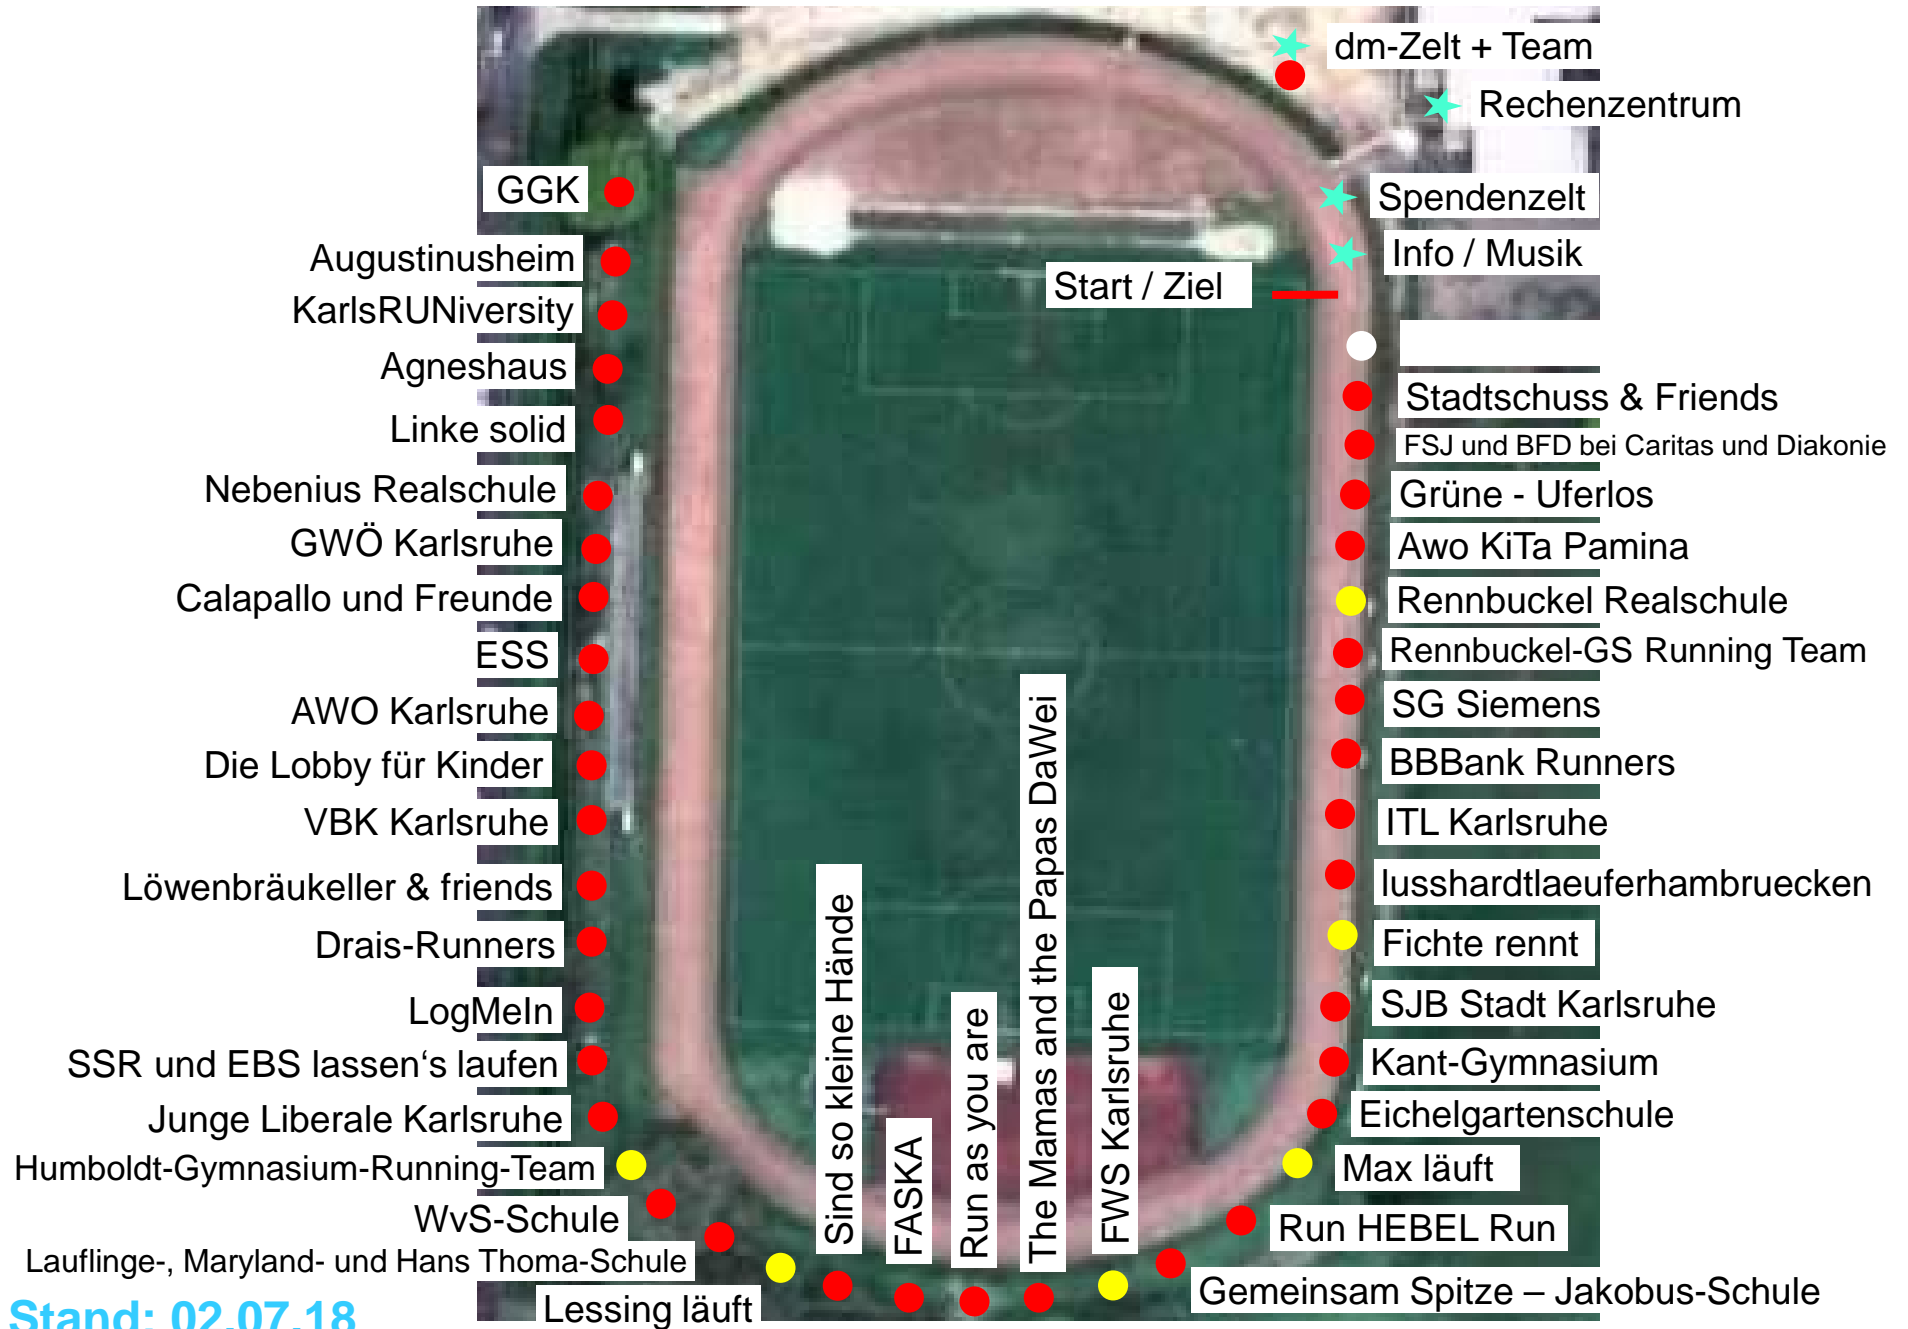 dm-Zelt + Team
Rechenzentrum
GGK
Spendenzelt
Augustinusheim
Info / Musik
Start / Ziel
KarlsRUNiversity
Agneshaus
Stadtschuss & Friends
Linke solid
FSJ und BFD bei Caritas und Diakonie
Nebenius Realschule
Grüne - Uferlos
GWÖ Karlsruhe
Awo KiTa Pamina
Calapallo und Freunde
Rennbuckel Realschule
ESS
Rennbuckel-GS Running Team
AWO Karlsruhe
SG Siemens
Die Lobby für Kinder
BBBank Runners
VBK Karlsruhe
ITL Karlsruhe
Löwenbräukeller & friends
lusshardtlaeuferhambruecken
Drais-Runners
Fichte rennt
LogMeIn
SJB Stadt Karlsruhe
SSR und EBS lassen‘s laufen
Kant-Gymnasium
Junge Liberale Karlsruhe
Eichelgartenschule
Humboldt-Gymnasium-Running-Team
Max läuft
WvS-Schule
Run HEBEL Run
Lauflinge-, Maryland- und Hans Thoma-Schule
Gemeinsam Spitze – Jakobus-Schule
Lessing läuft
Sind so kleine Hände
FASKA
Run as you are
The Mamas and the Papas DaWei
FWS Karlsruhe
Stand: 02.07.18